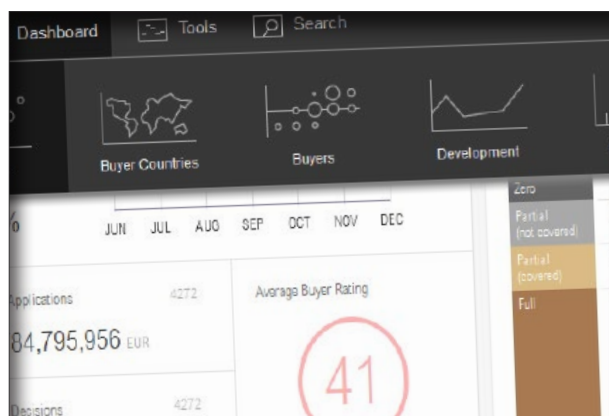 Dashboard
Tools
Search
Buyer Countries
Buyers
Development
%
JUN JUL AUG SEP OCT NOV DEC
Zero
Partial
(not covered)
Partial
(covered)
Full
Applications 4272
84,795,956 EUR
Average Buyer Rating
41
Decisions 4272